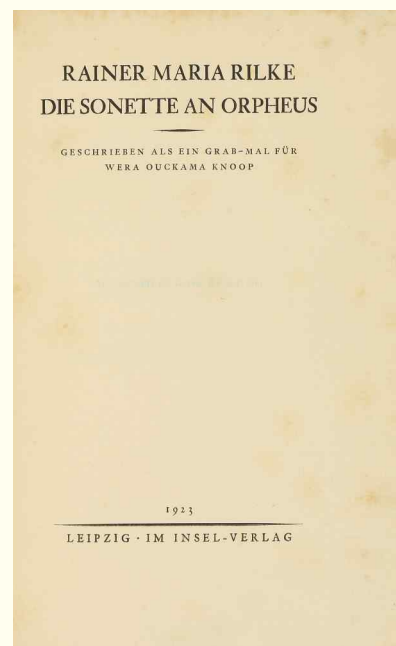 RAINER MARIA RILKE
DIE SONETTE AN ORPHEUS
GESCHRIEBEN ALS EIN GRAB-MAL FÜR
WERA OUCKAMA KNOOP
1923
LEIPZIG · IM INSEL-VERLAG